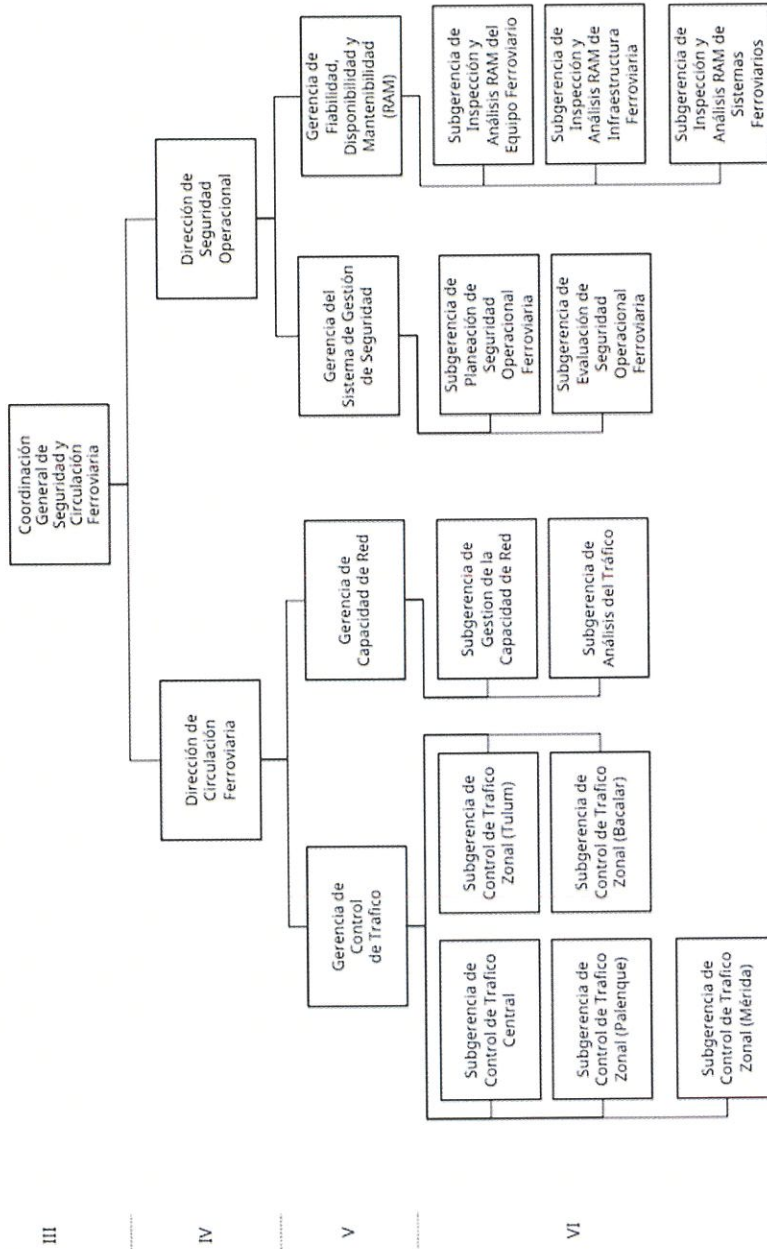 III
Coordinación
General de
Seguridad y
Circulación
Ferroviaria
IV
Dirección de
Circulación
Ferroviaria
Dirección de
Seguridad
Operacional
V
Gerencia de
Control
de Trafico
Gerencia de
Capacidad de Red
Gerencia del
Sistema de Gestión
de Seguridad
Gerencia de
Fiabilidad,
Disponibilidad y
Mantenibilidad
(RAM)
VI
Subgerencia de
Control de Trafico
Central
Subgerencia de
Control de Trafico
Zonal (Palenque)
Subgerencia de
Control de Trafico
Zonal (Mérida)
Subgerencia de
Control de Trafico
Zonal (Tulum)
Subgerencia de
Control de Trafico
Zonal (Bacalar)
Subgerencia de
Gestion de la
Capacidad de Red
Subgerencia de
Análisis del Tráfico
Subgerencia de
Planeación de
Seguridad
Operacional
Ferroviaria
Subgerencia de
Evaluación de
Seguridad
Operacional
Ferroviaria
Subgerencia de
Inspección y
Análisis RAM del
Equipo Ferroviario
Subgerencia de
Inspección y
Análisis RAM de
Infraestructura
Ferroviaria
Subgerencia de
Inspección y
Análisis RAM de
Sistemas
Ferroviarios